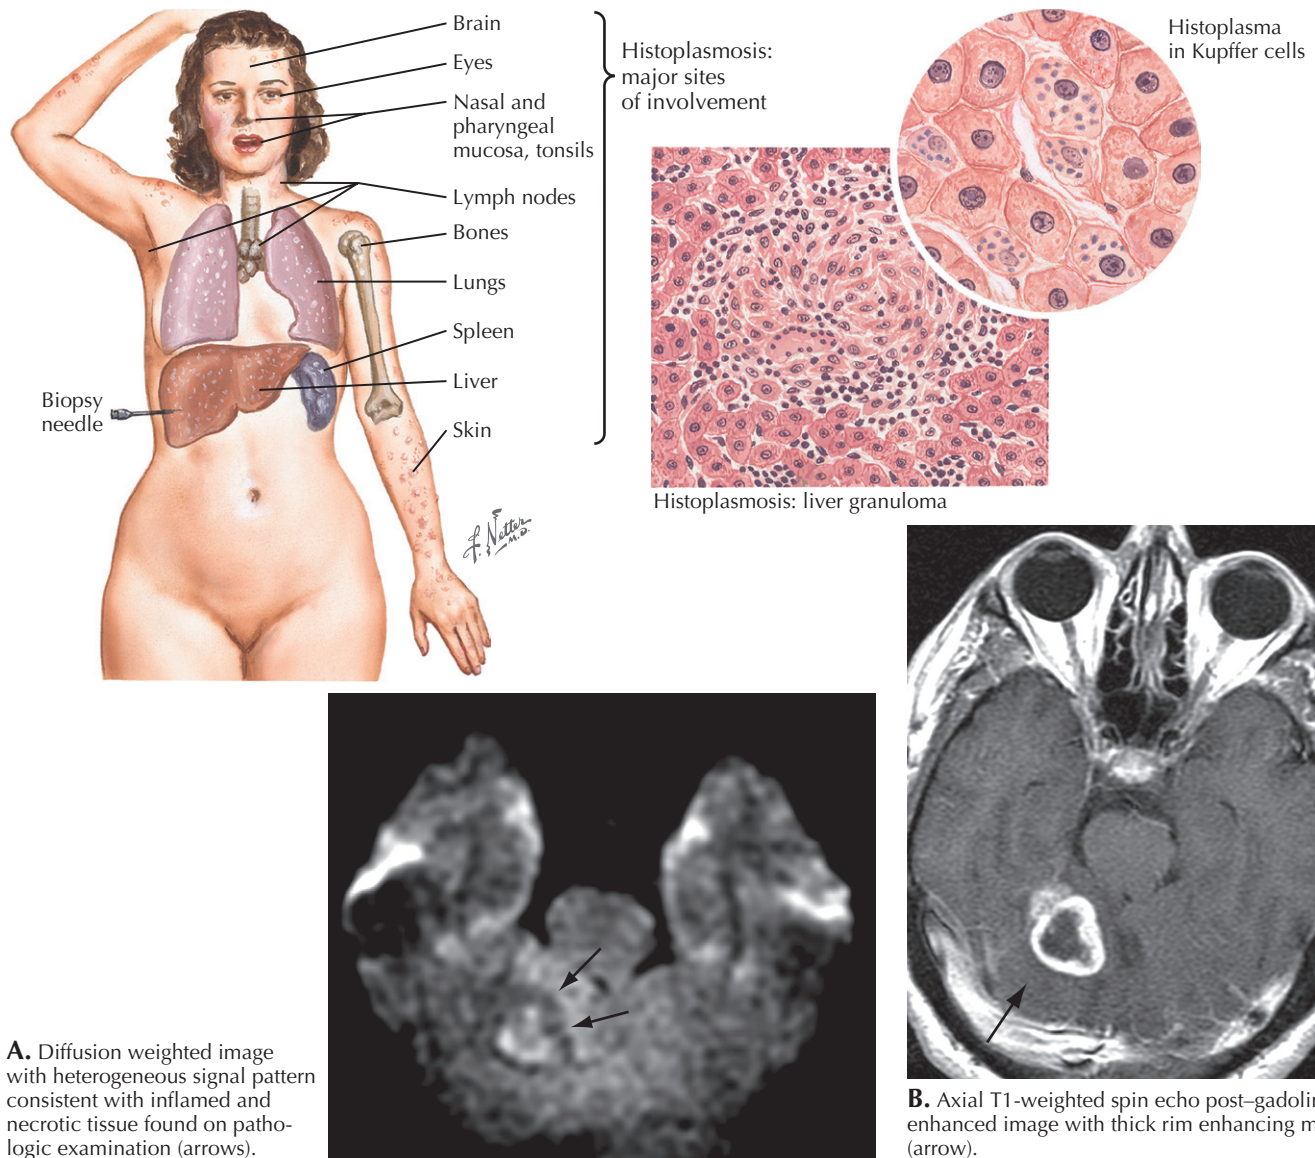 Brain
Eyes
Nasal and
pharyngeal
mucosa, tonsils
Lymph nodes
Bones
Lungs
Spleen
Liver
Skin
Biopsy
needle
Histoplasmosis:
major sites
of involvement
Histoplasma
in Kupffer cells
Histoplasmosis: liver granuloma
F. Netter
M.D.
A. Diffusion weighted image
with heterogeneous signal pattern
consistent with inflamed and
necrotic tissue found on patho-
logic examination (arrows).
B. Axial T1-weighted spin echo post–gadolin
enhanced image with thick rim enhancing m
(arrow).